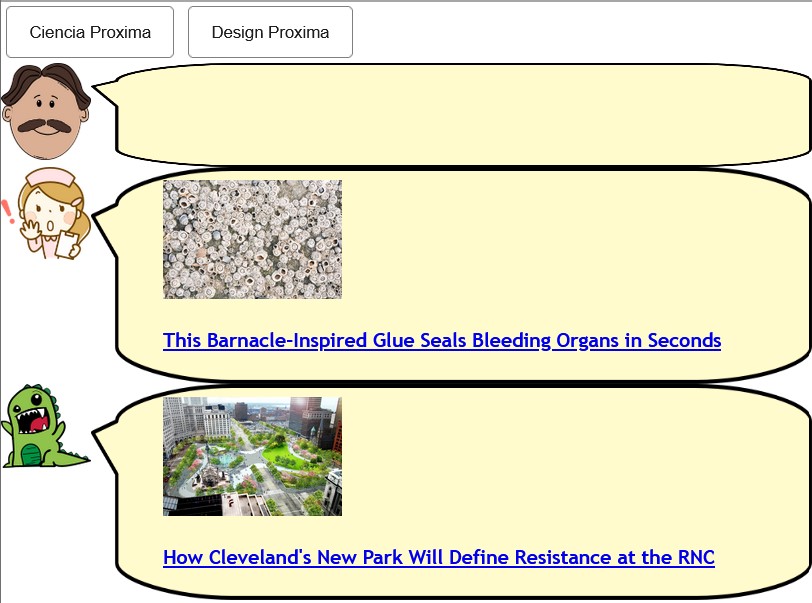 Ciencia Proxima
Design Proxima
This Barnacle-Inspired Glue Seals Bleeding Organs in Seconds
How Cleveland's New Park Will Define Resistance at the RNC